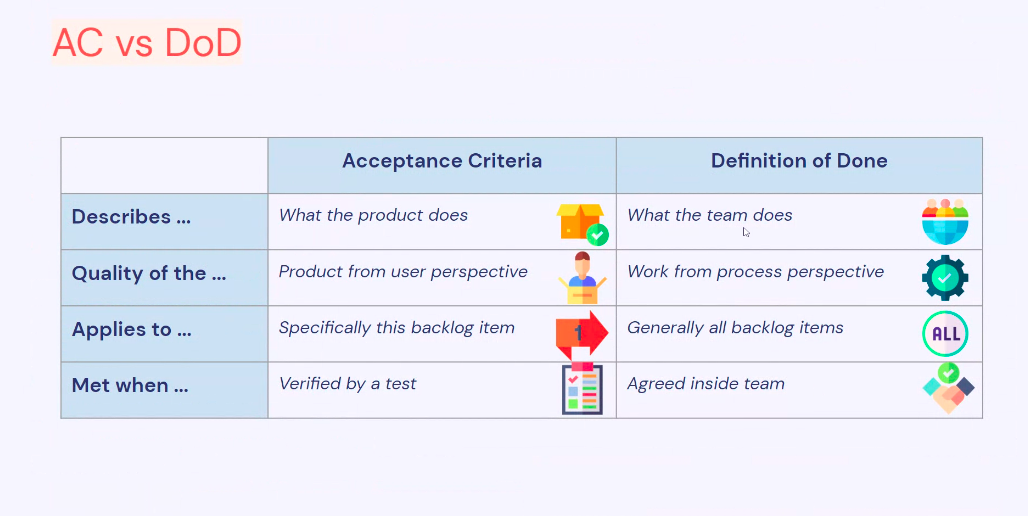 AC vs DoD
Acceptance Criteria
Definition of Done
Describes ...
What the product does
What the team does
Quality of the ...
Product from user perspective
Work from process perspective
Applies to ...
Specifically this backlog item
1
Generally all backlog items
ALL
Met when ...
Verified by a test
Agreed inside team